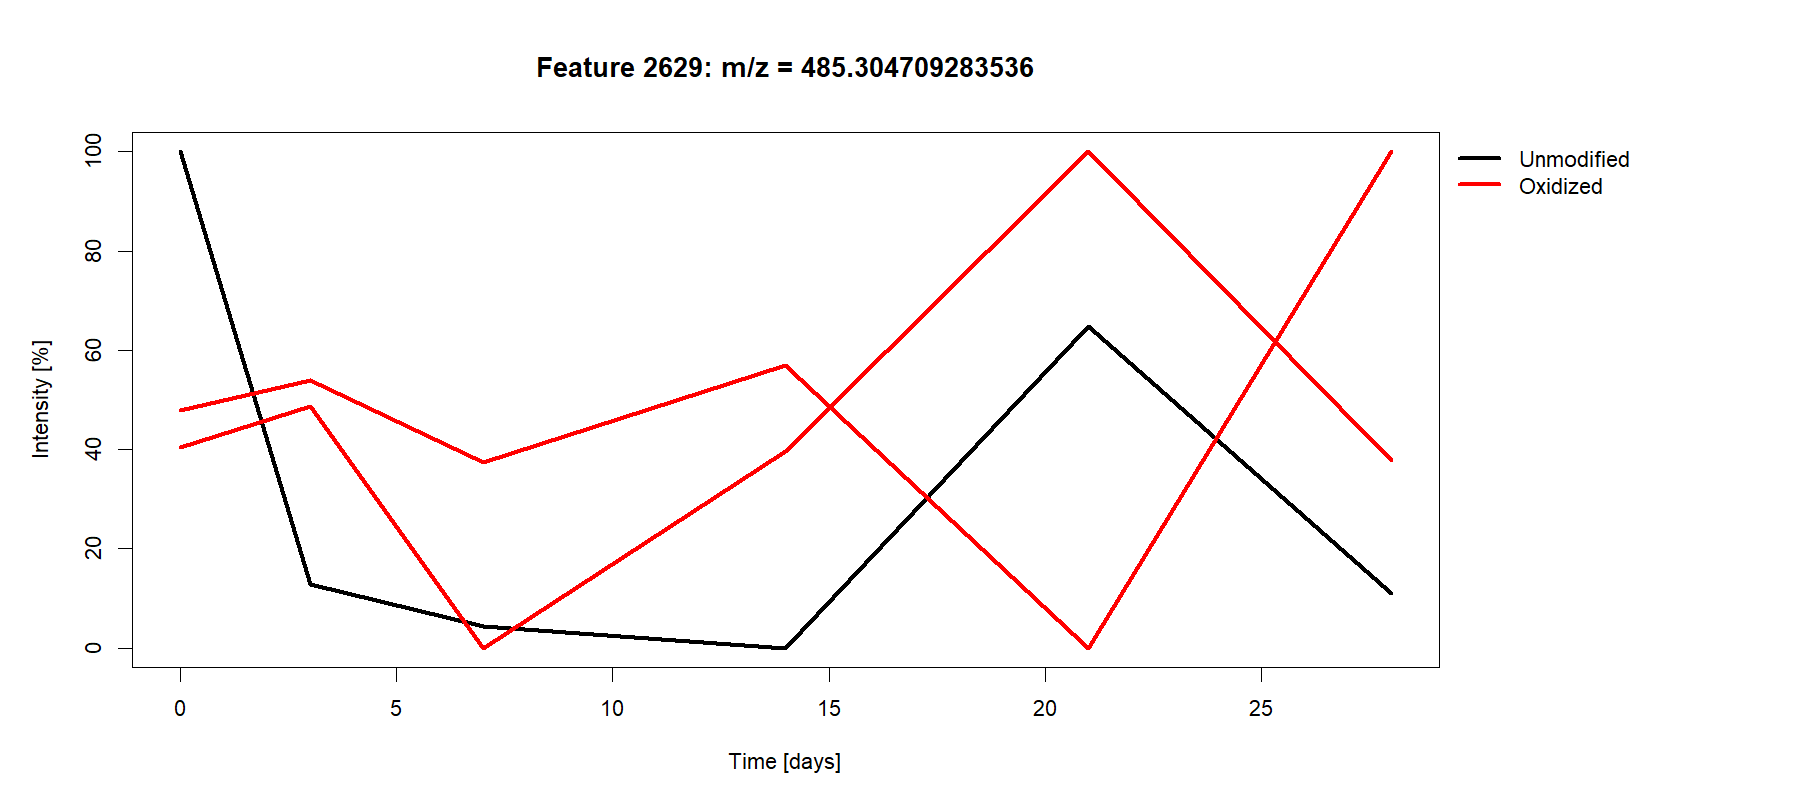 Feature 2629: m/z = 485.304709283536
Unmodified
Oxidized
Intensity [%]
100
80
60
40
20
0
0 5 10 15 20 25
Time [days]